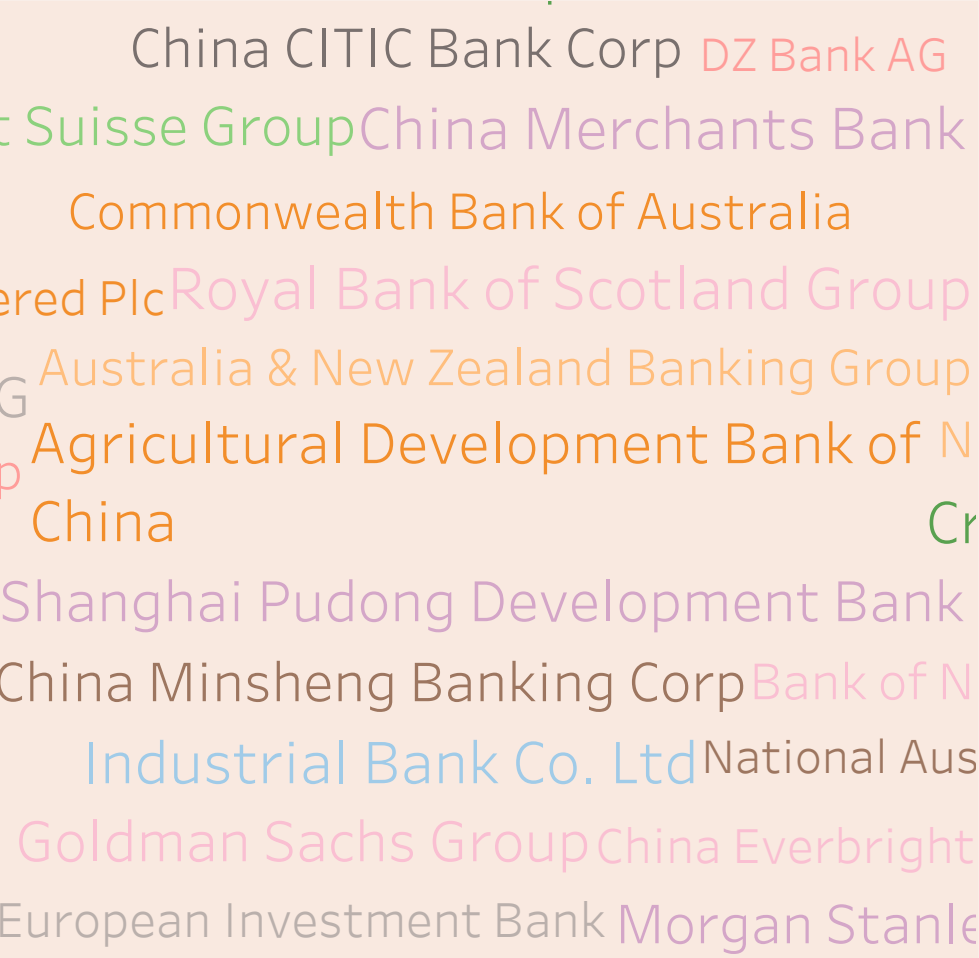 China CITIC Bank Corp DZ Bank AG
Suisse Group China Merchants Bank
Commonwealth Bank of Australia
Plc Royal Bank of Scotland Group
Australia & New Zealand Banking Group
G
Agricultural Development Bank of
China
Shanghai Pudong Development Bank
China Minsheng Banking Corp Bank of N
Industrial Bank Co. Ltd National Aus
Goldman Sachs Group China Everbright
European Investment Bank Morgan Stanle